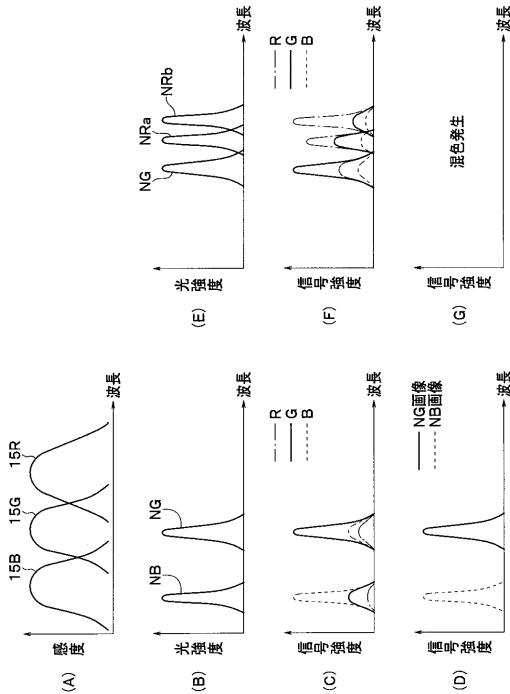 (A)
感度
15B
15G
15R
波長
(B)
光強度
NB
NG
波長
(C)
信号強度
R
G
B
波長
(D)
信号強度
NG画像
NB画像
波長
(E)
光強度
NG
NRa
NRb
波長
(F)
信号強度
R
G
B
波長
(G)
信号強度
混色発生
波長